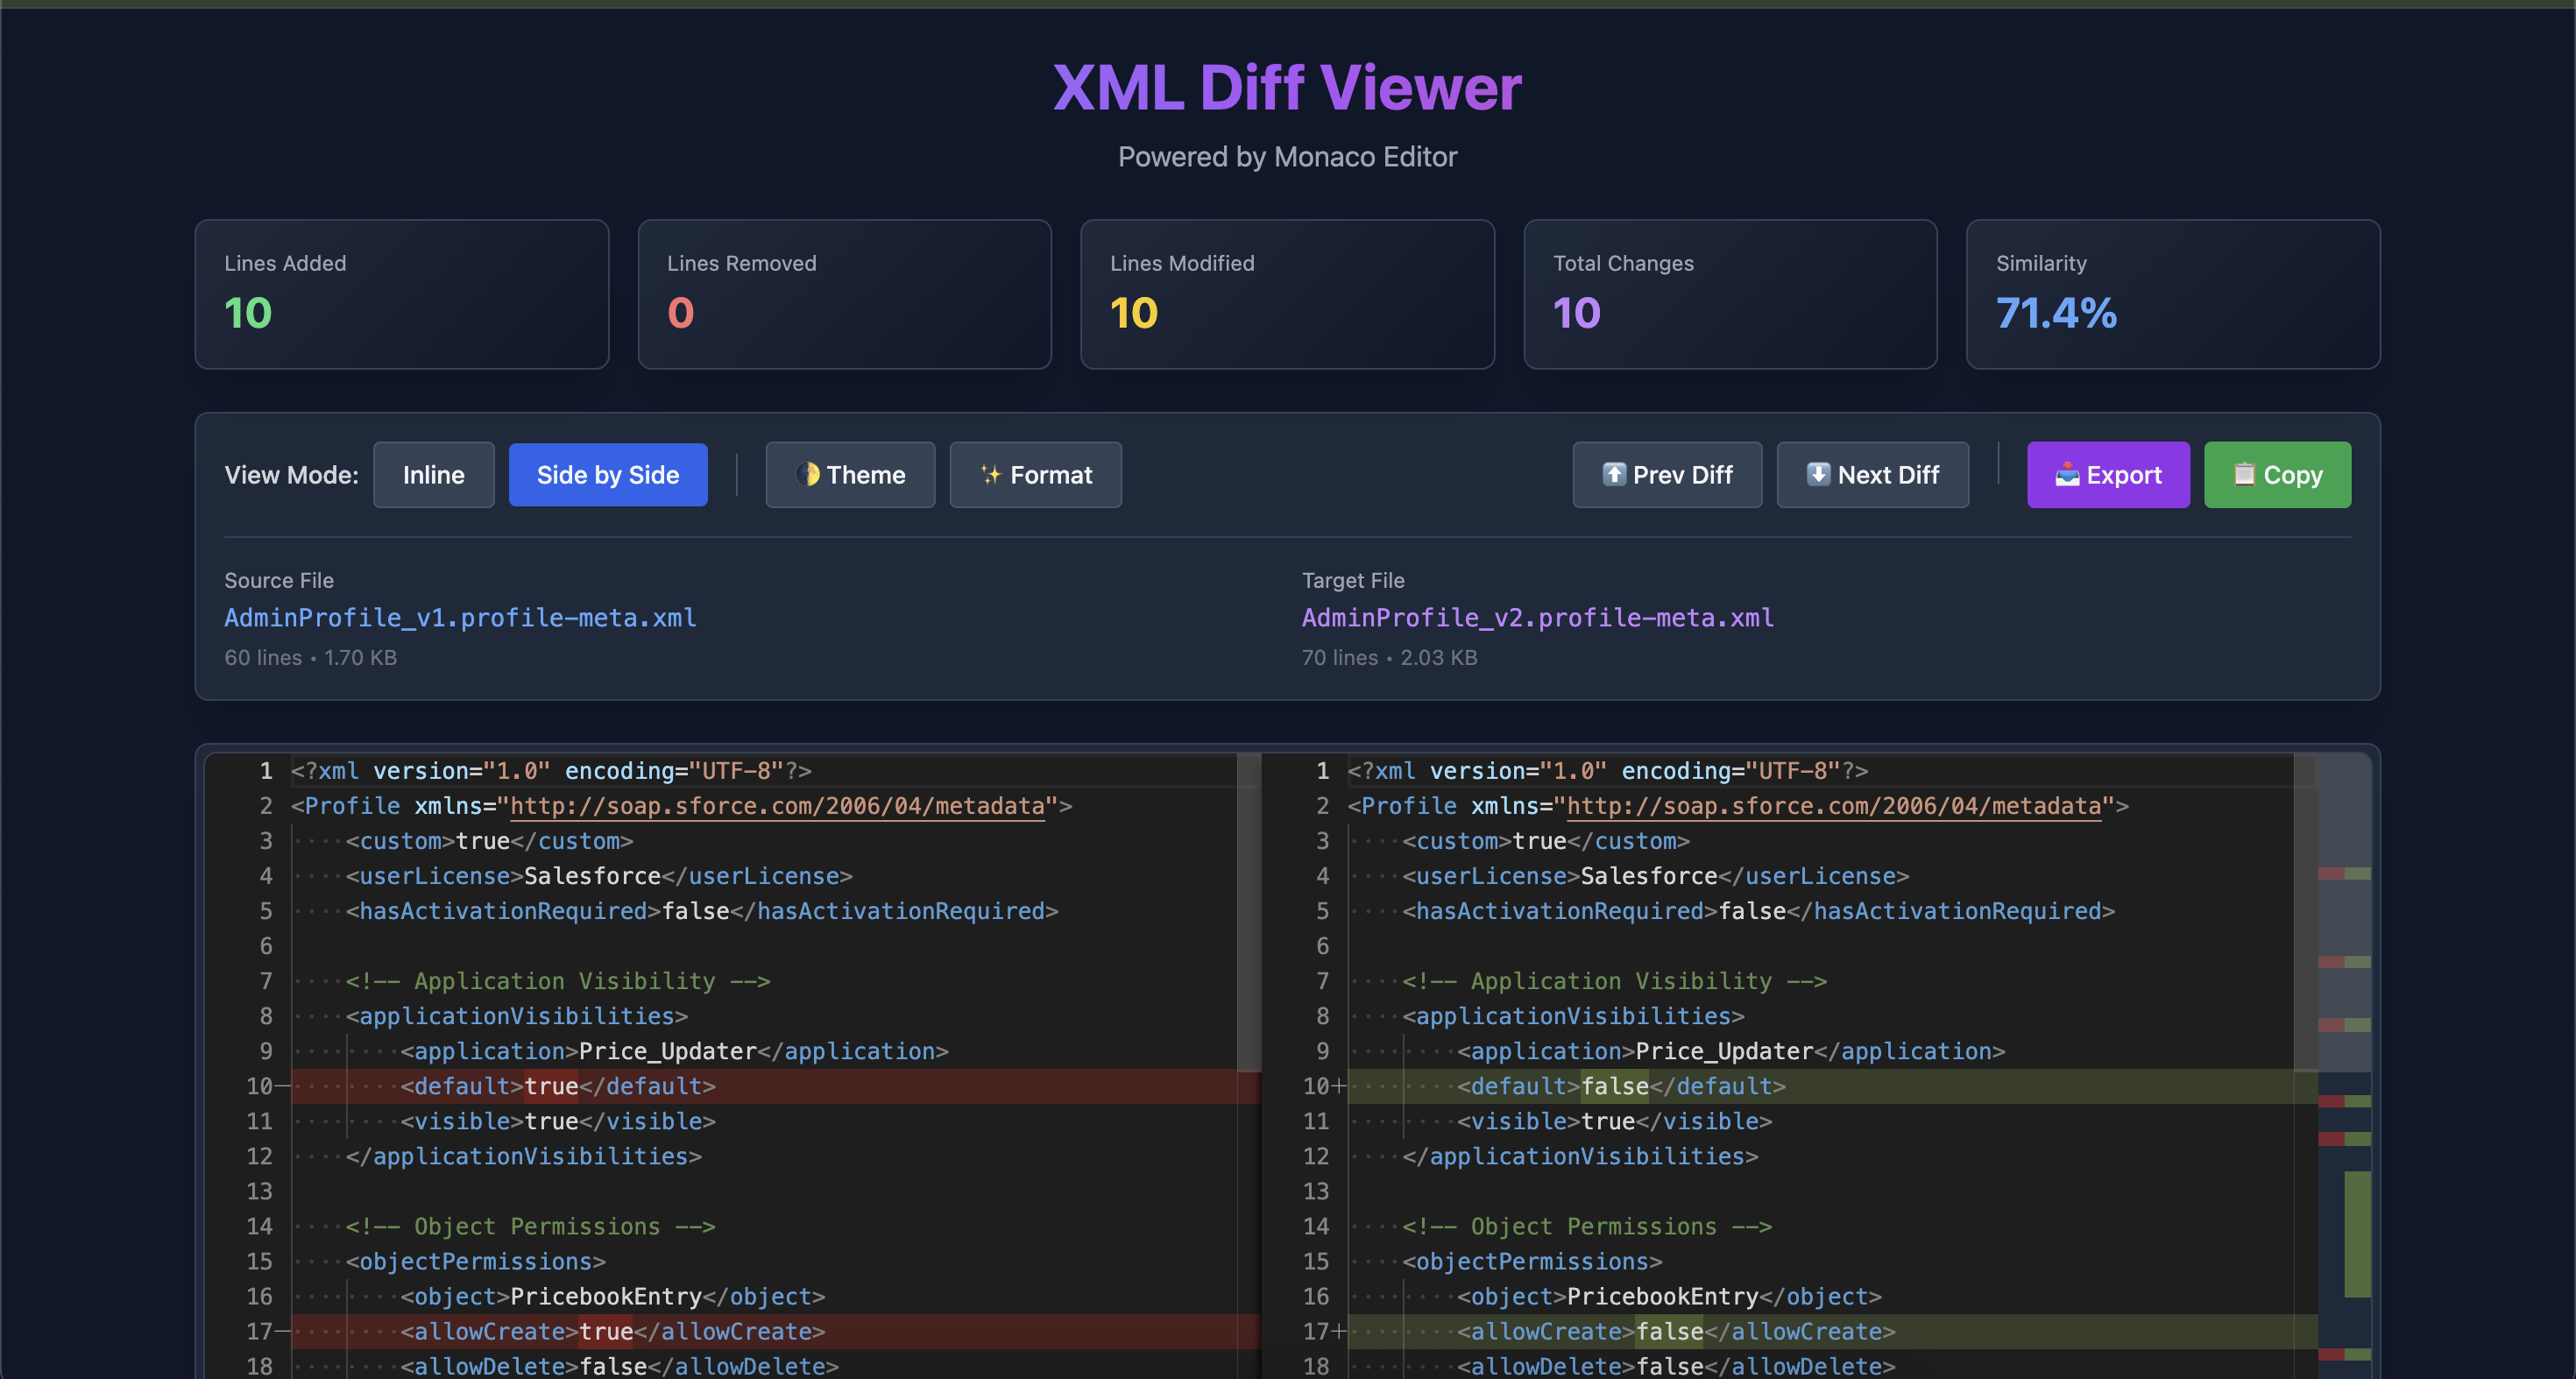 XML Diff Viewer
Powered by Monaco Editor
Lines Added
10
Lines Removed
0
Lines Modified
10
Total Changes
10
Similarity
71.4%
View Mode: Inline Side by Side Theme Format Prev Diff Next Diff Export Copy
Source File
AdminProfile_v1.profile-meta.xml
60 lines • 1.70 KB
Target File
AdminProfile_v2.profile-meta.xml
70 lines • 2.03 KB
1 <?xml version="1.0" encoding="UTF-8"?>
2 <Profile xmlns="http://soap.sforce.com/2006/04/metadata">
3 ····<custom>true</custom>
4 ····<userLicense>Salesforce</userLicense>
5 ····<hasActivationRequired>false</hasActivationRequired>
6
7 ····<!-- Application Visibility -->
8 ····<applicationVisibilities>
9 ········<application>Price_Updater</application>
10− ········<default>true</default>
11 ········<visible>true</visible>
12 ····</applicationVisibilities>
13
14 ····<!-- Object Permissions -->
15 ····<objectPermissions>
16 ········<object>PricebookEntry</object>
17− ········<allowCreate>true</allowCreate>
18 ········<allowDelete>false</allowDelete>
1 <?xml version="1.0" encoding="UTF-8"?>
2 <Profile xmlns="http://soap.sforce.com/2006/04/metadata">
3 ····<custom>true</custom>
4 ····<userLicense>Salesforce</userLicense>
5 ····<hasActivationRequired>false</hasActivationRequired>
6
7 ····<!-- Application Visibility -->
8 ····<applicationVisibilities>
9 ········<application>Price_Updater</application>
10+ ········<default>false</default>
11 ········<visible>true</visible>
12 ····</applicationVisibilities>
13
14 ····<!-- Object Permissions -->
15 ····<objectPermissions>
16 ········<object>PricebookEntry</object>
17+ ········<allowCreate>false</allowCreate>
18 ········<allowDelete>false</allowDelete>